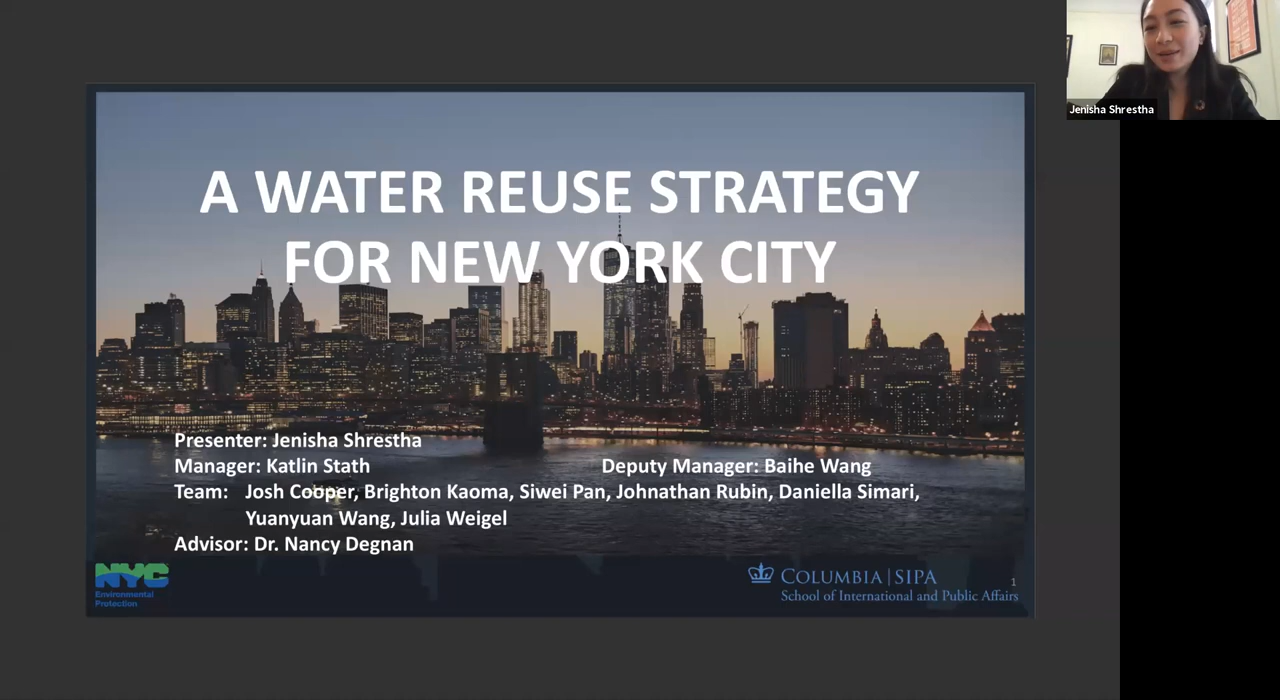 Jenisha Shrestha
A WATER REUSE STRATEGY
FOR NEW YORK CITY
Presenter: Jenisha Shrestha
Manager: Katlin Stath Deputy Manager: Baihe Wang
Team: Josh Cooper, Brighton Kaoma, Siwei Pan, Johnathan Rubin, Daniella Simari,
Yuanyuan Wang, Julia Weigel
Advisor: Dr. Nancy Degnan
NYC
Environmental
Protection
COLUMBIA | SIPA
School of International and Public Affairs
1